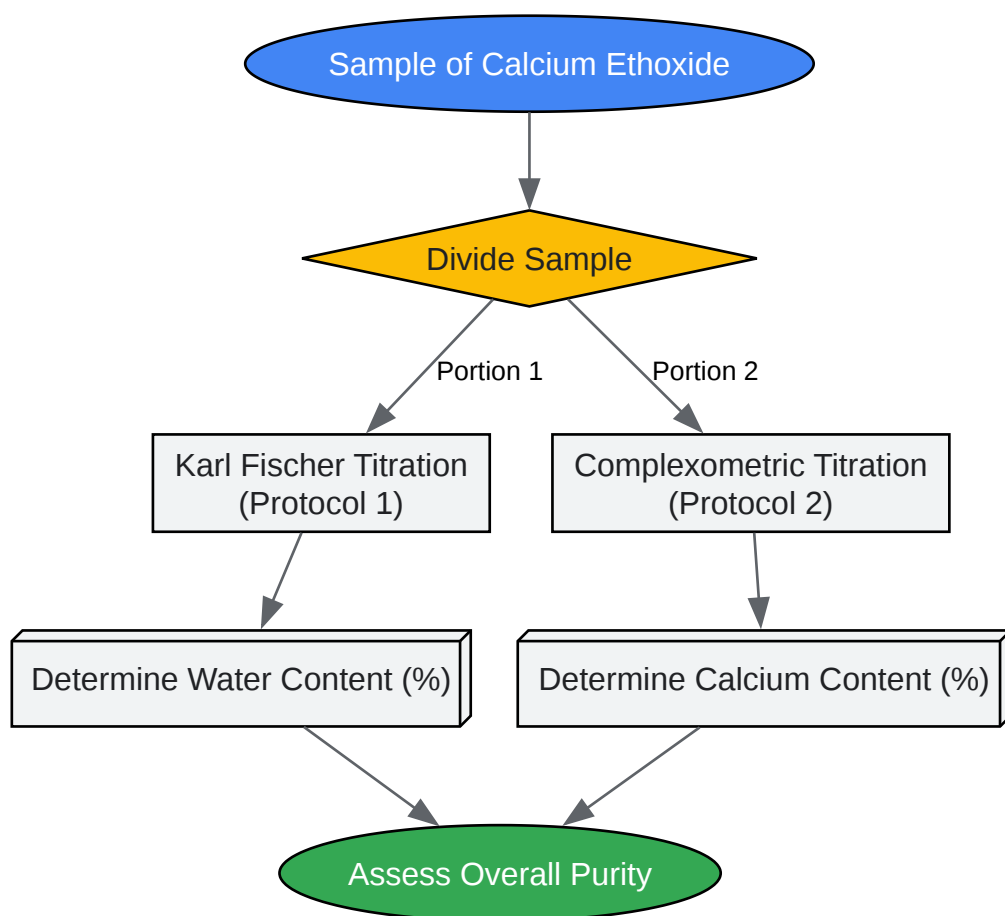 Sample of Calcium Ethoxide
Divide Sample
Portion 1
Portion 2
Karl Fischer Titration
(Protocol 1)
Complexometric Titration
(Protocol 2)
Determine Water Content (%)
Determine Calcium Content (%)
Assess Overall Purity